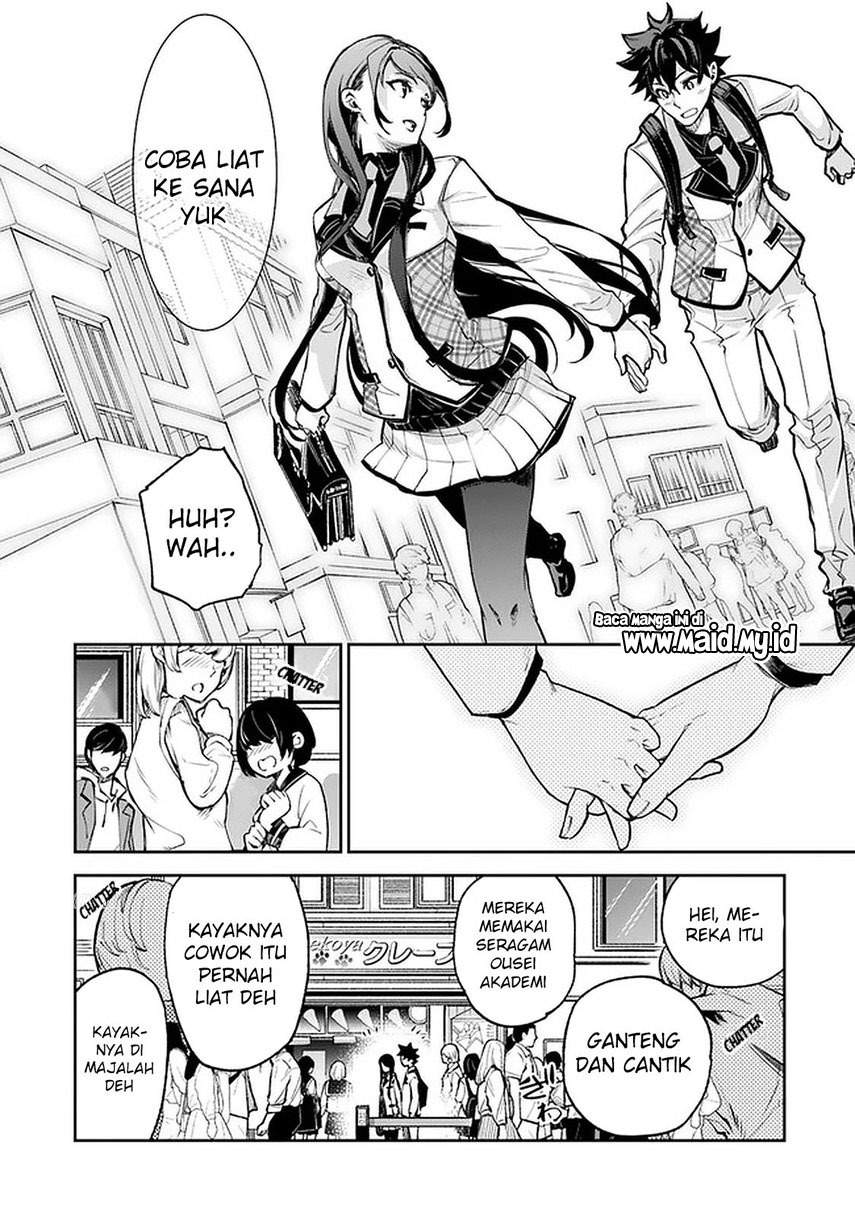 COBA LIAT
KE SANA
YUK
HUH?
WAH..
Baca Manga ini di
www.Maid.My.id
CHATTER
HEI, ME-
REKA ITU
MEREKA
MEMAKAI
SERAGAM
OUSEI
AKADEMI
GANTENG
DAN CANTIK
CHATTER
KAYAKNYA
COWOK ITU
PERNAH
LIAT DEH
KAYAK-
NYA DI
MAJALAH
DEH
CHATTER
ekoya クレープ